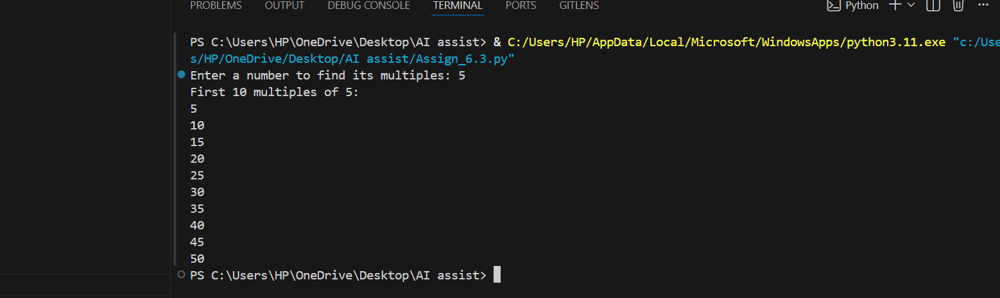 PROBLEMS OUTPUT DEBUG CONSOLE TERMINAL PORTS GITLENS Python
PS C:\Users\HP\OneDrive\Desktop\AI assist> & C:/Users/HP/AppData/Local/Microsoft/WindowsApps/python3.11.exe "c:/Use
s/HP/OneDrive/Desktop/AI assist/Assign_6.3.py"
Enter a number to find its multiples: 5
First 10 multiples of 5:
5
10
15
20
25
30
35
40
45
50
PS C:\Users\HP\OneDrive\Desktop\AI assist>